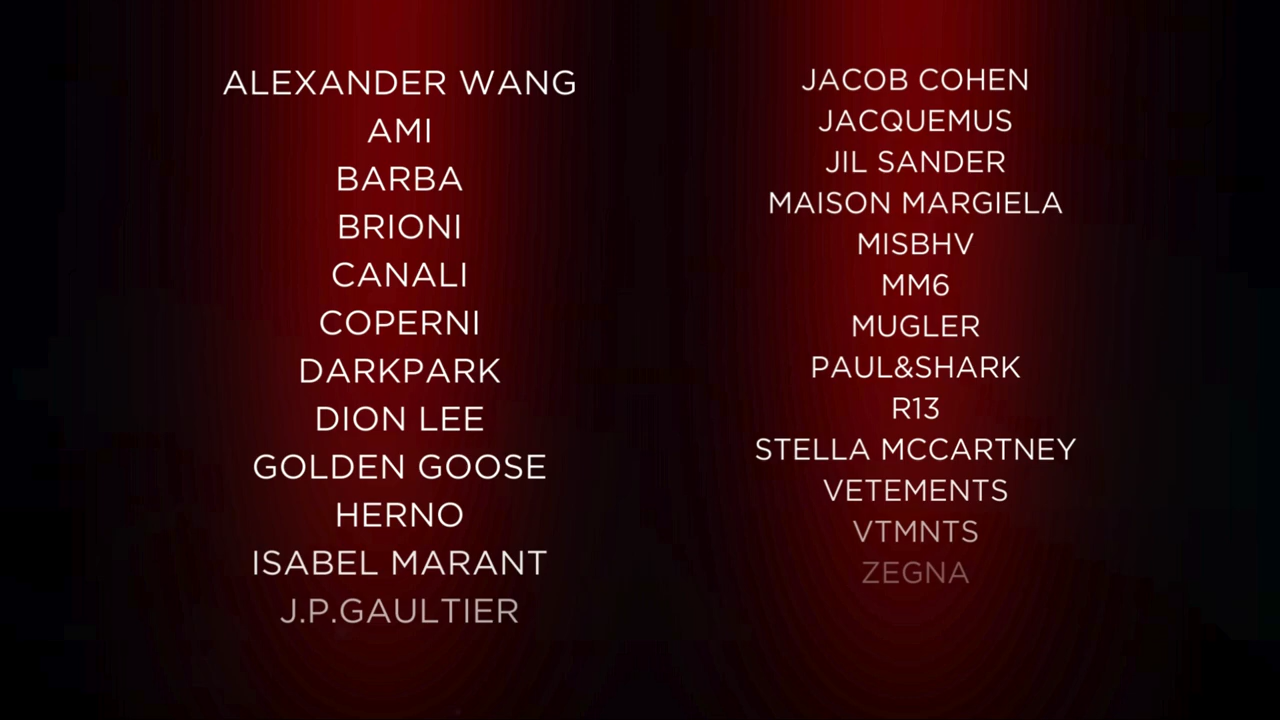 ALEXANDER WANG
AMI
BARBA
BRIONI
CANALI
COPERNI
DARKPARK
DION LEE
GOLDEN GOOSE
HERNO
ISABEL MARANT
J.P.GAULTIER
JACOB COHEN
JACQUEMUS
JIL SANDER
MAISON MARGIELA
MISBHV
MM6
MUGLER
PAUL&SHARK
R13
STELLA MCCARTNEY
VETEMENTS
VTMNTS
ZEGNA